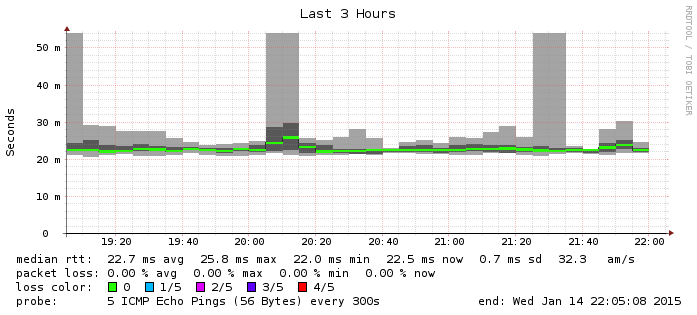 Last 3 Hours
RRDTOOL / TOBI OETIKER
Seconds
50 m
40 m
30 m
20 m
10 m
0
19:20 19:40 20:00 20:20 20:40 21:00 21:20 21:40 22:00
median rtt: 22.7 ms avg 25.8 ms max 22.0 ms min 22.5 ms now 0.7 ms sd 32.3 am/s
packet loss: 0.00 % avg 0.00 % max 0.00 % min 0.00 % now
loss color: 0 1/5 2/5 3/5 4/5
probe: 5 ICMP Echo Pings (56 Bytes) every 300s end: Wed Jan 14 22:05:08 2015